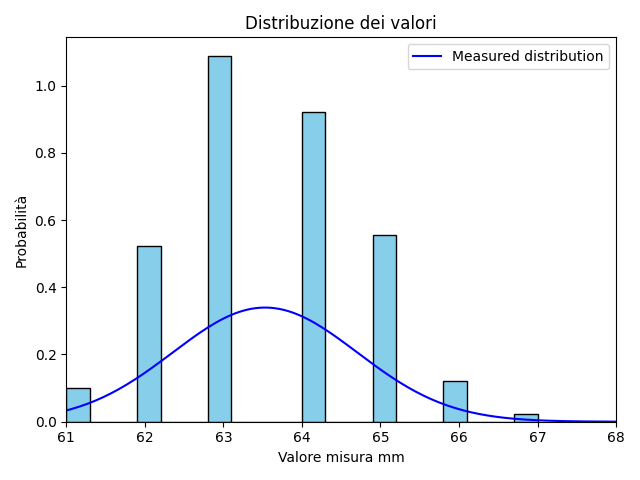 Distribuzione dei valori
Measured distribution
Probabilità
1.0
0.8
0.6
0.4
0.2
0.0
61 62 63 64 65 66 67 68
Valore misura mm